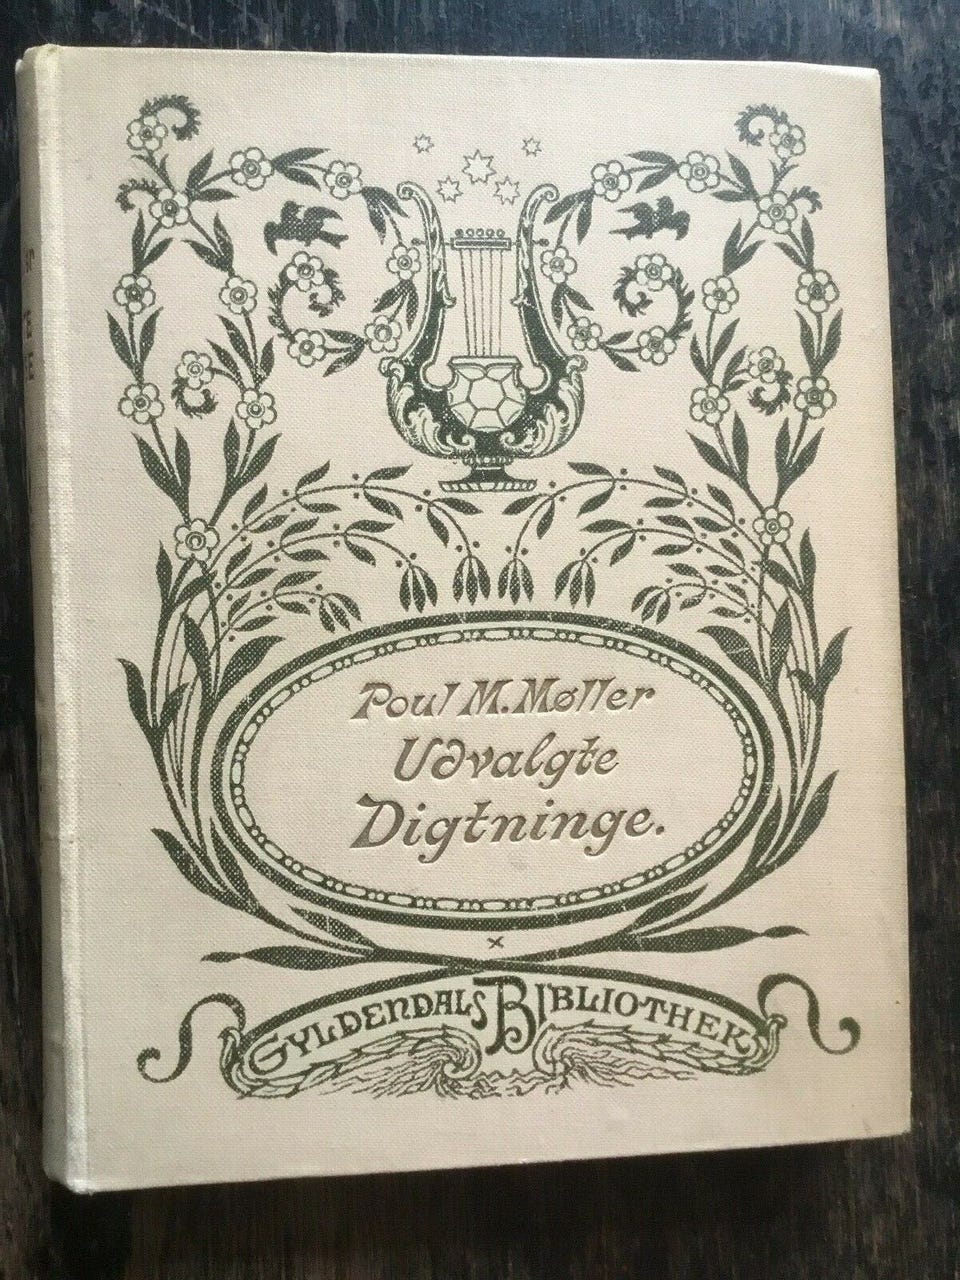 Poul M. Møller
Udvalgte
Digtninge.
GYLDENDALS BIBLIOTHEK